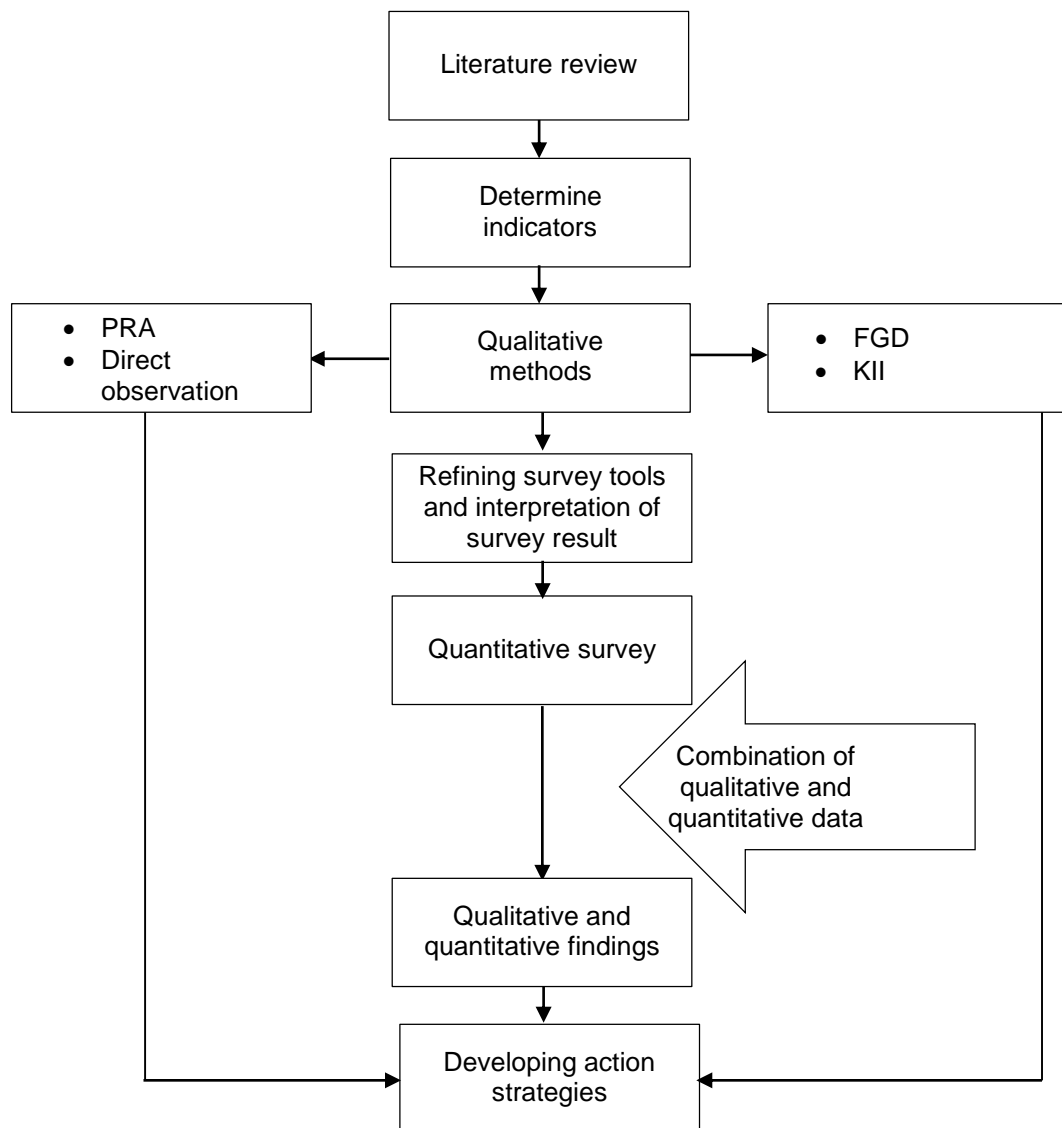 Literature review
Determine
indicators
• PRA
• Direct
observation
Qualitative
methods
• FGD
• KII
Refining survey tools
and interpretation of
survey result
Quantitative survey
Combination of
qualitative and
quantitative data
Qualitative and
quantitative findings
Developing action
strategies